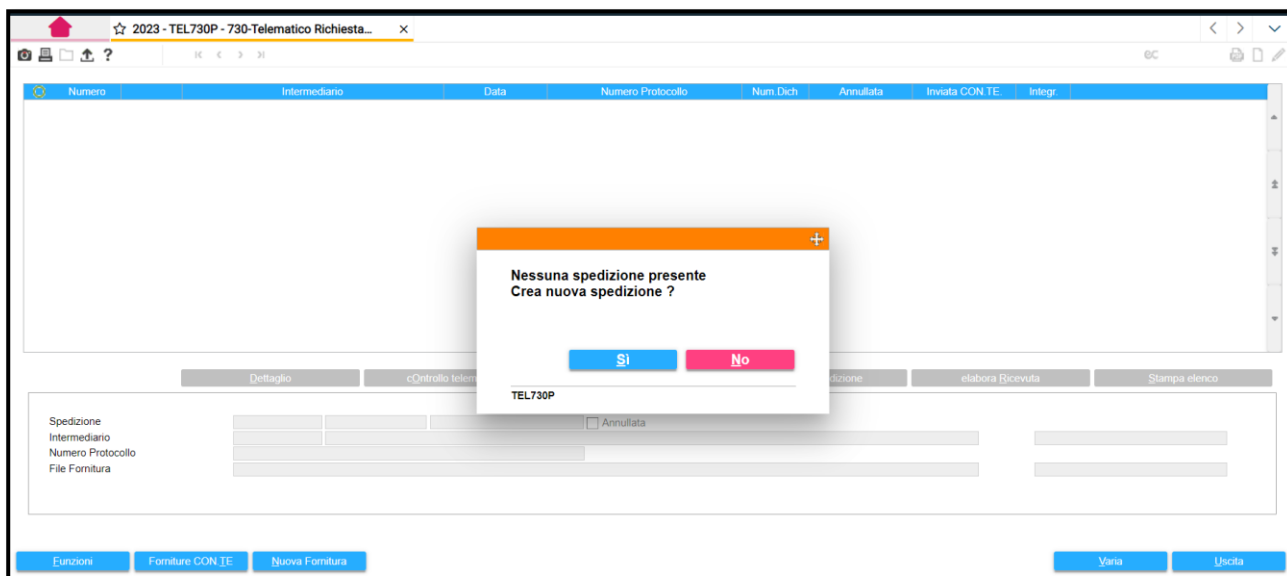 2023 - TEL730P - 730-Telematico Richiesta... ×
?
ec
Numero Intermediario Data Numero Protocollo Num.Dich Annullata Inviata CON.TE. Integr.
Nessuna spedizione presente
Crea nuova spedizione ?
Sì No
TEL730P
Dettaglio cOntrollo telem dizione elabora Ricevuta Stampa elenco
Spedizione Annullata
Intermediario
Numero Protocollo
File Fornitura
Funzioni Forniture CON.TE Nuova Fornitura Varia Uscita